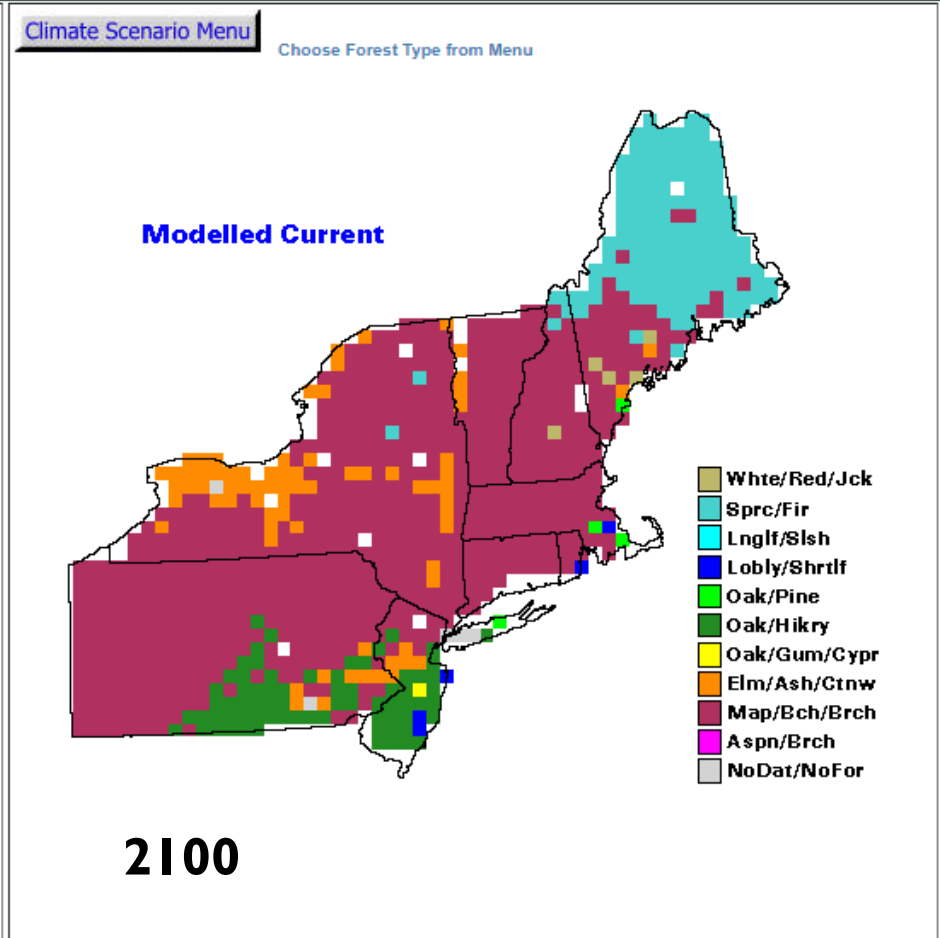 Climate Scenario Menu
Choose Forest Type from Menu
Modelled Current
Whte/Red/Jck
Sprc/Fir
Lnglf/Slsh
Lobly/Shrtlf
Oak/Pine
Oak/Hikry
Oak/Gum/Cypr
Elm/Ash/Ctnw
Map/Bch/Brch
Aspn/Brch
NoDat/NoFor
2100